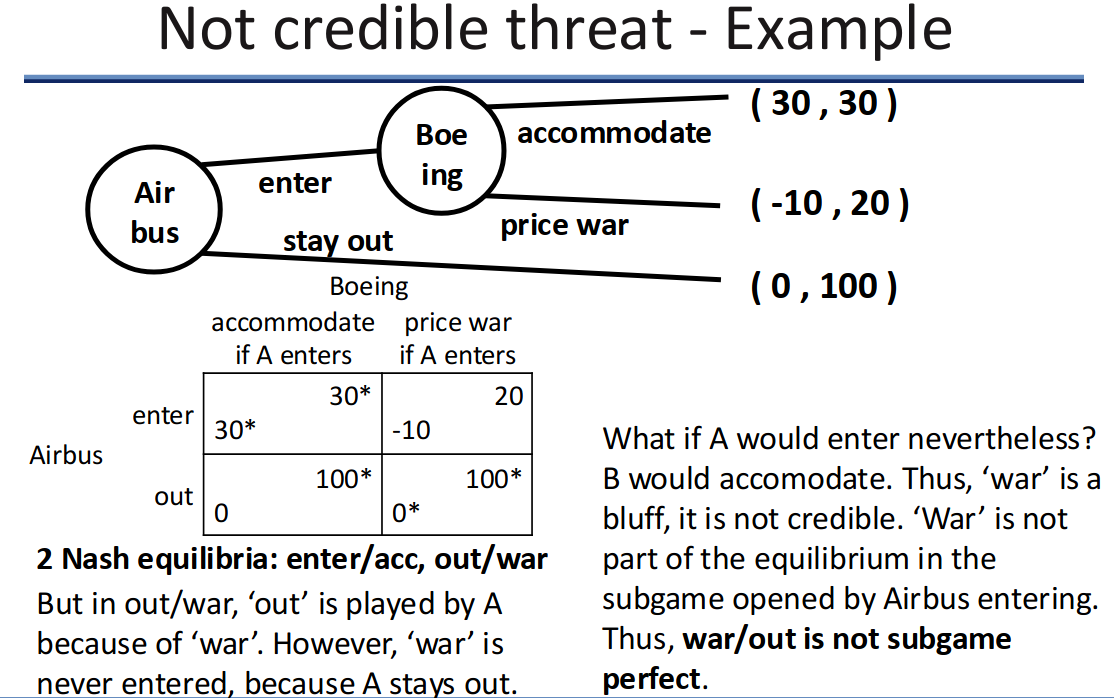 Not credible threat - Example
Air
bus
enter
stay out
Boe
ing
accommodate
price war
( 30 , 30 )
( -10 , 20 )
( 0 , 100 )
Boeing
accommodate price war
if A enters if A enters
Airbus
enter
30* 20
30* -10
out
100* 100*
0 0*
2 Nash equilibria: enter/acc, out/war
But in out/war, ‘out’ is played by A
because of ‘war’. However, ‘war’ is
never entered, because A stays out.
What if A would enter nevertheless?
B would accomodate. Thus, ‘war’ is a
bluff, it is not credible. ‘War’ is not
part of the equilibrium in the
subgame opened by Airbus entering.
Thus, war/out is not subgame
perfect.